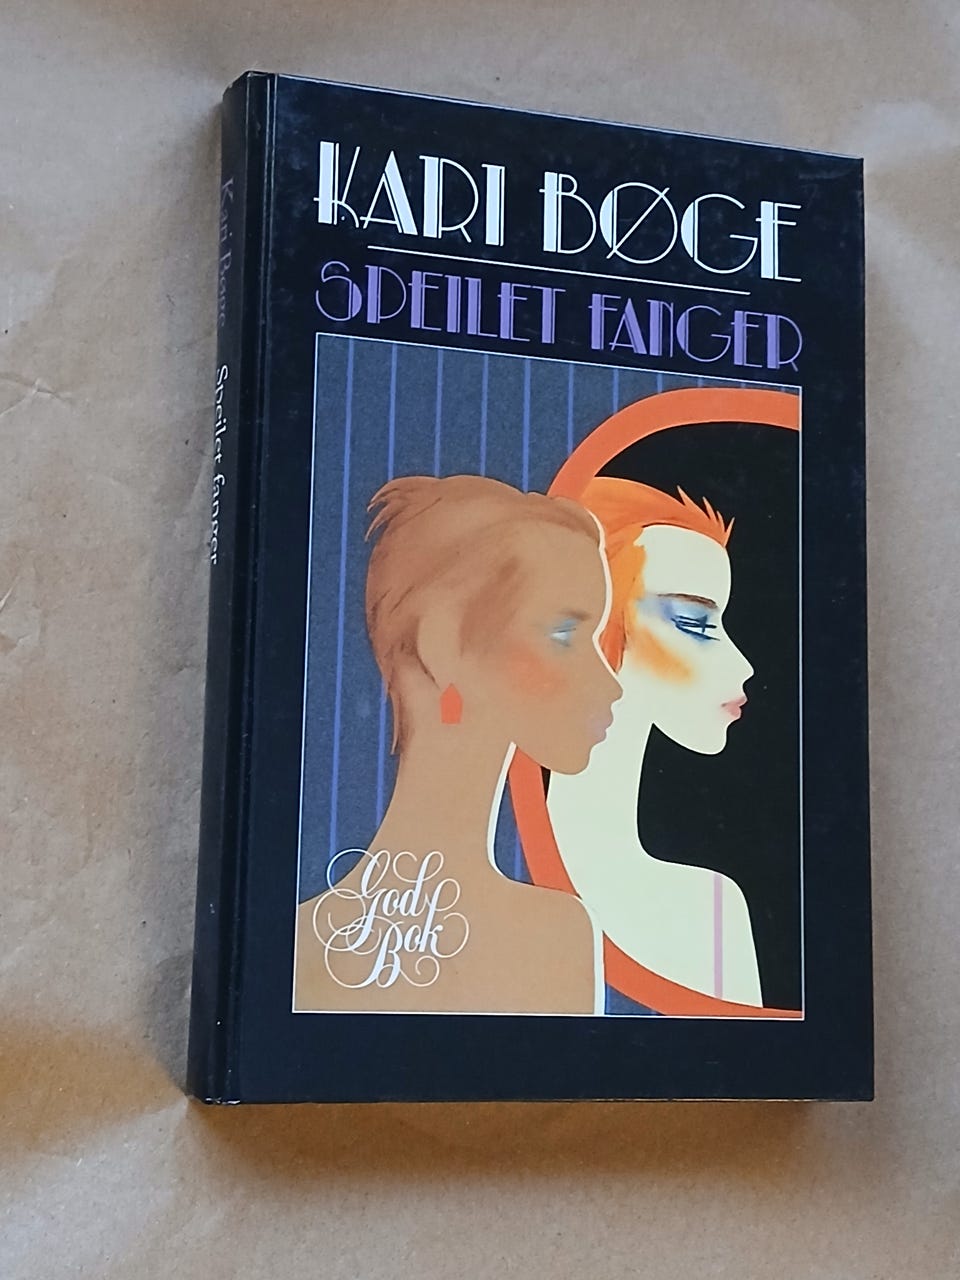 KARI BØGE
SPEILET FANGER
God
Bok
Kari Bøge Speilet fanger